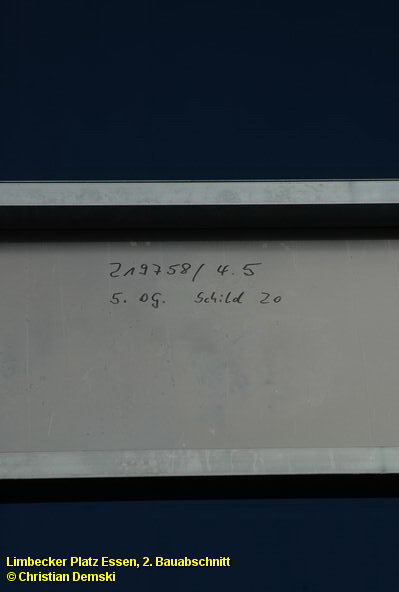 219758/ 4.5
5. OG. Schild 20
Limbecker Platz Essen, 2. Bauabschnitt
© Christian Demski